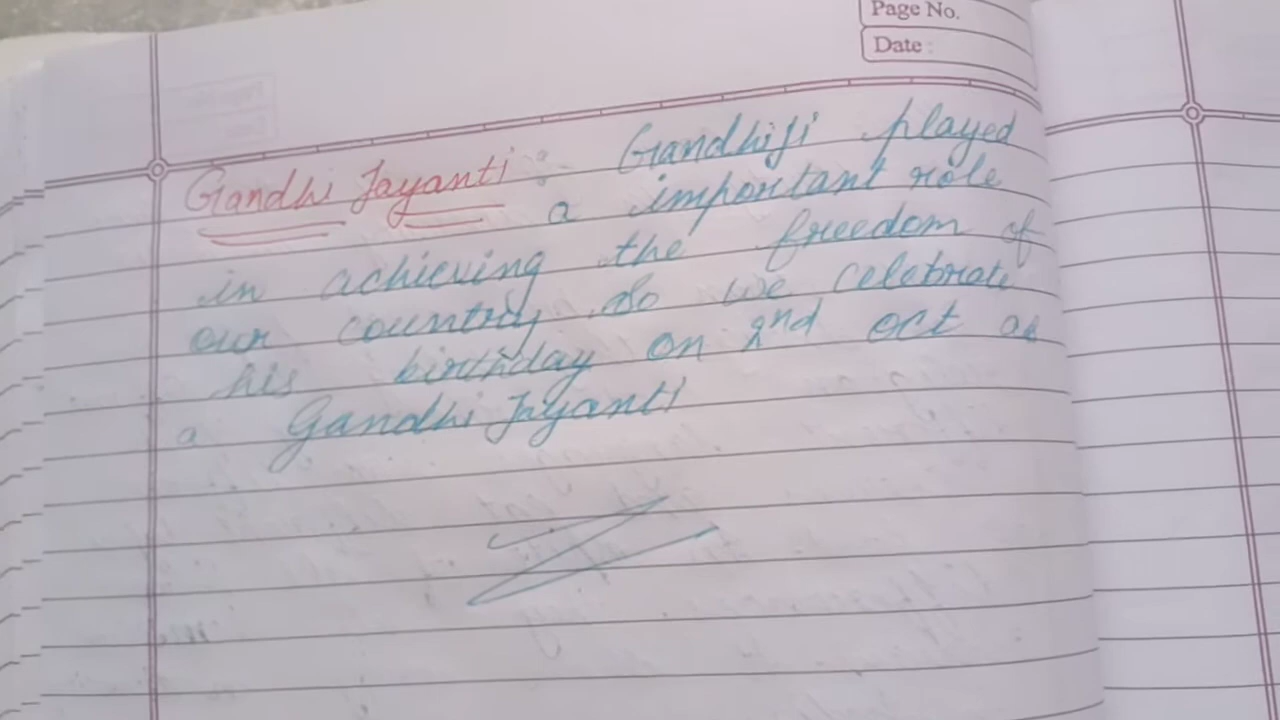 Page No.
Date :
Gandhi Jayanti : Gandhiji played
a important role
in achieving the freedom of
our country so we celebrate
his birthday on 2nd oct as
a Gandhi Jayanti